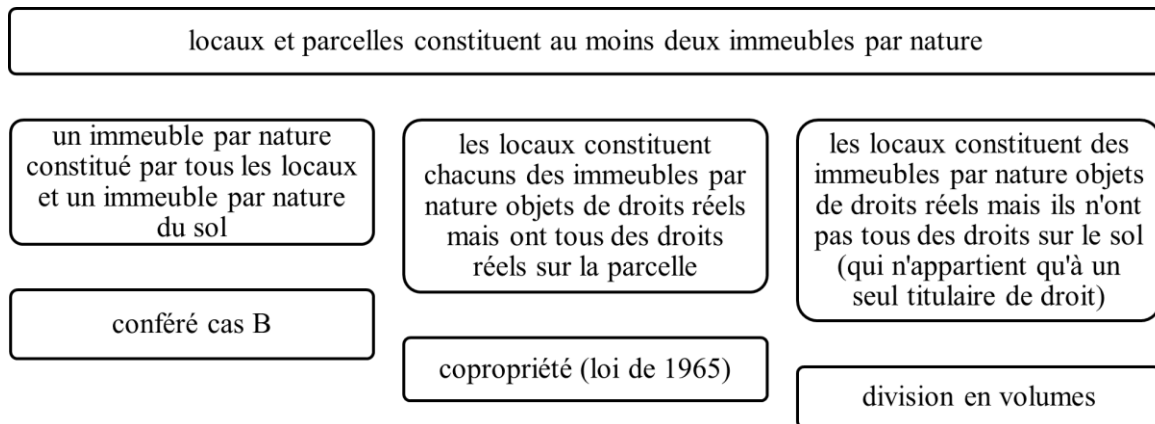 locaux et parcelles constituent au moins deux immeubles par nature
un immeuble par nature
constitué par tous les locaux
et un immeuble par nature
du sol
conféré cas B
les locaux constituent
chacuns des immeubles par
nature objets de droits réels
mais ont tous des droits
réels sur la parcelle
copropriété (loi de 1965)
les locaux constituent des
immeubles par nature objets
de droits réels mais ils n'ont
pas tous des droits sur le sol
(qui n'appartient qu'à un
seul titulaire de droit)
division en volumes